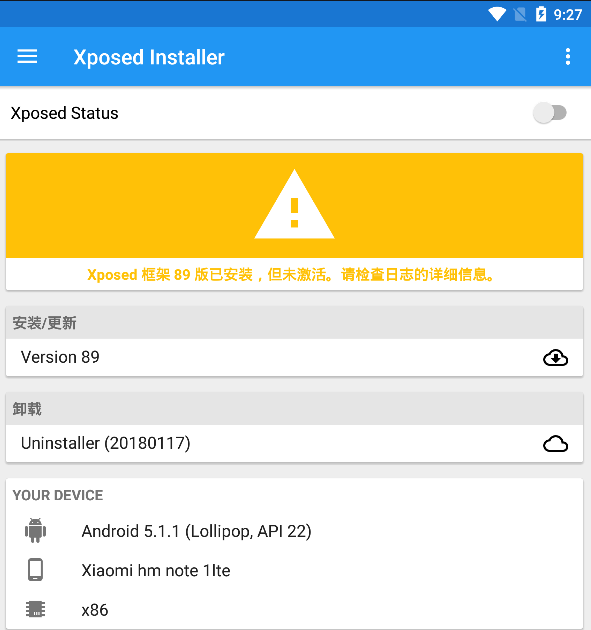 9:27
Xposed Installer
Xposed Status
Xposed 框架 89 版已安装，但未激活。请检查日志的详细信息。
安装/更新
Version 89
卸载
Uninstaller (20180117)
YOUR DEVICE
Android 5.1.1 (Lollipop, API 22)
Xiaomi hm note 1lte
x86